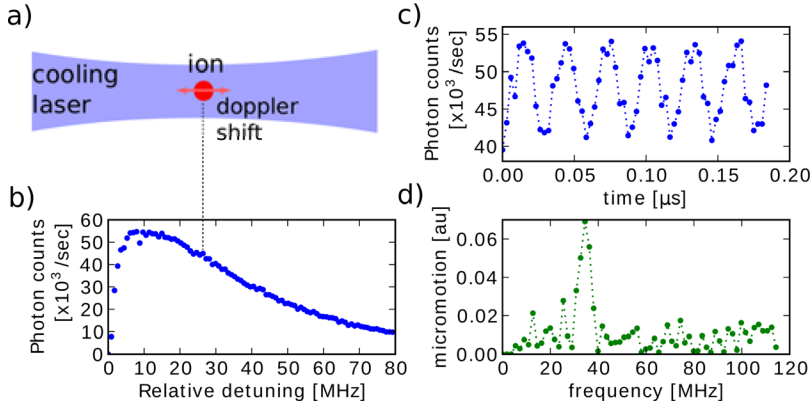 a)
cooling
laser
ion
doppler
shift
b)
Photon counts
[x10³ /sec]
60
50
40
30
20
10
0
0 10 20 30 40 50 60 70 80
Relative detuning [MHz]
c)
Photon counts
[x10³ /sec]
55
50
45
40
0.00 0.05 0.10 0.15 0.20
time [µs]
d)
micromotion [au]
0.06
0.04
0.02
0.00
0 20 40 60 80 100 120
frequency [MHz]